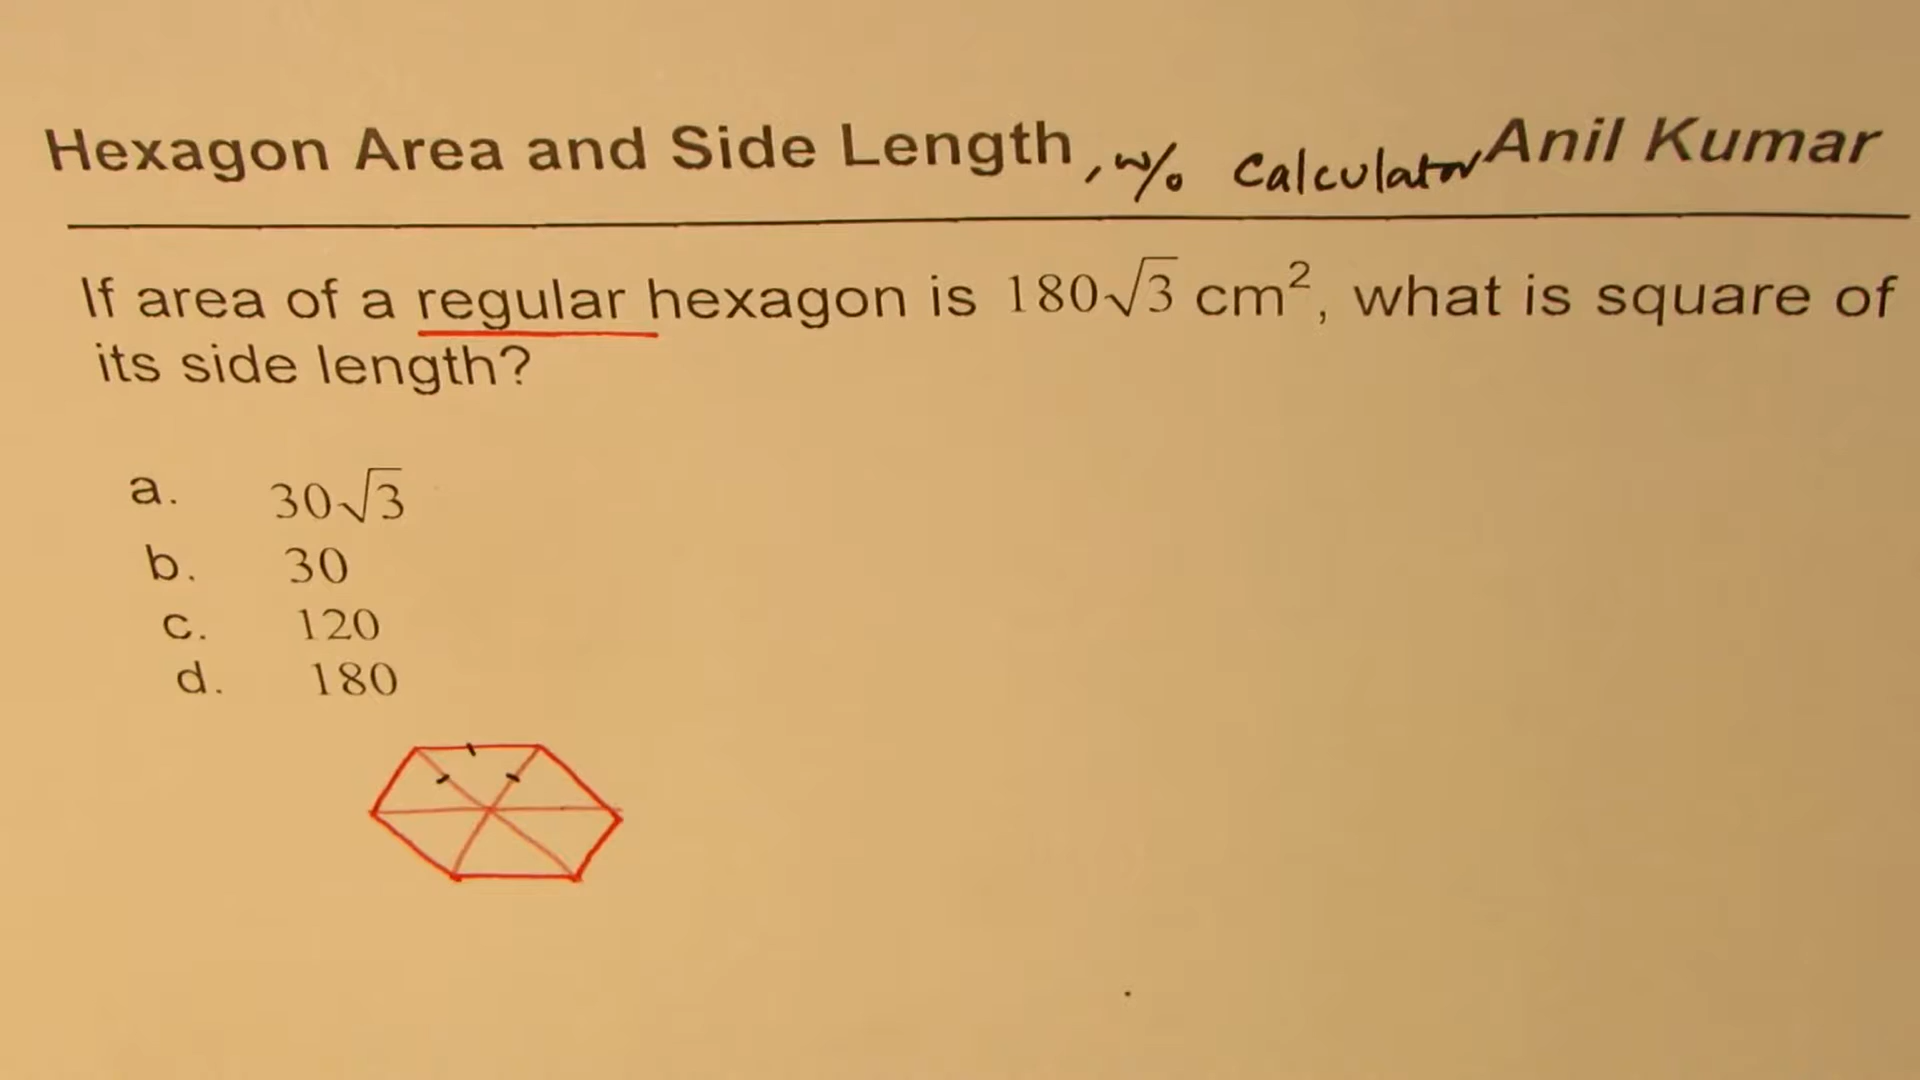 Hexagon Area and Side Length, w/o Calculator Anil Kumar
If area of a regular hexagon is 180√3 cm², what is square of
its side length?
a. 30√3
b. 30
c. 120
d. 180